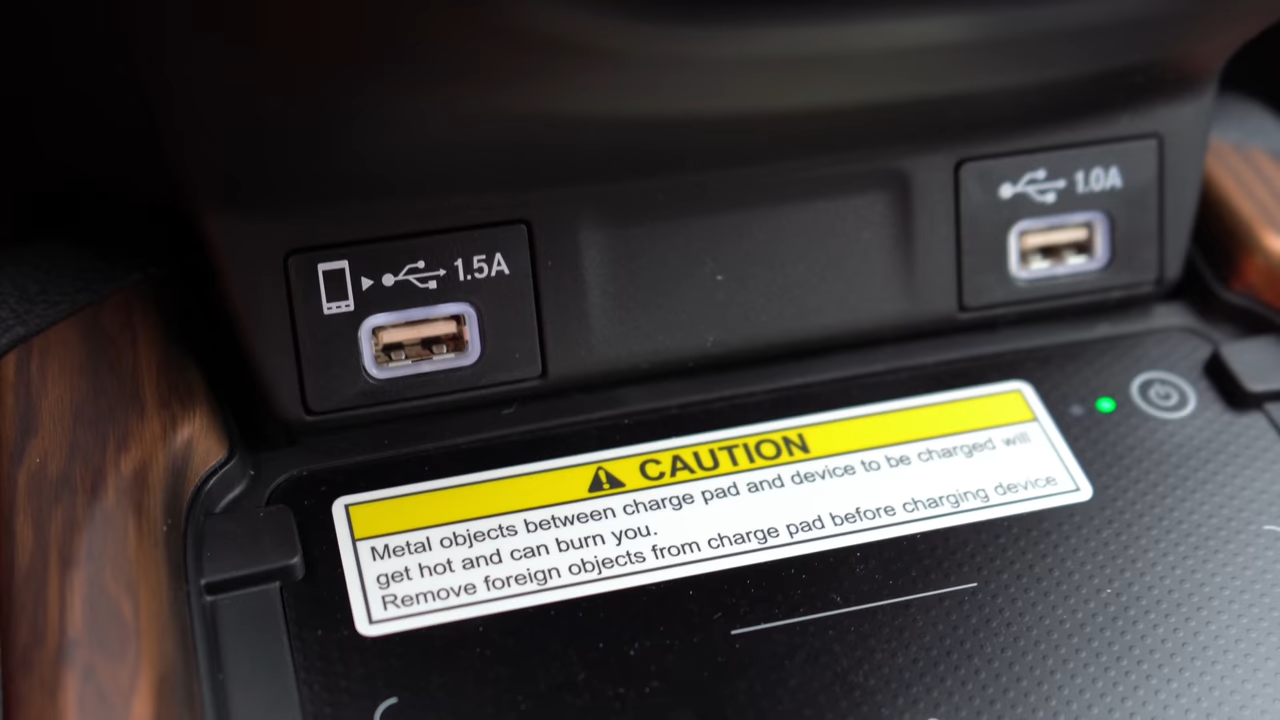 1.0A
1.5A
CAUTION
Metal objects between charge pad and device to be charged will
get hot and can burn you.
Remove foreign objects from charge pad before charging device